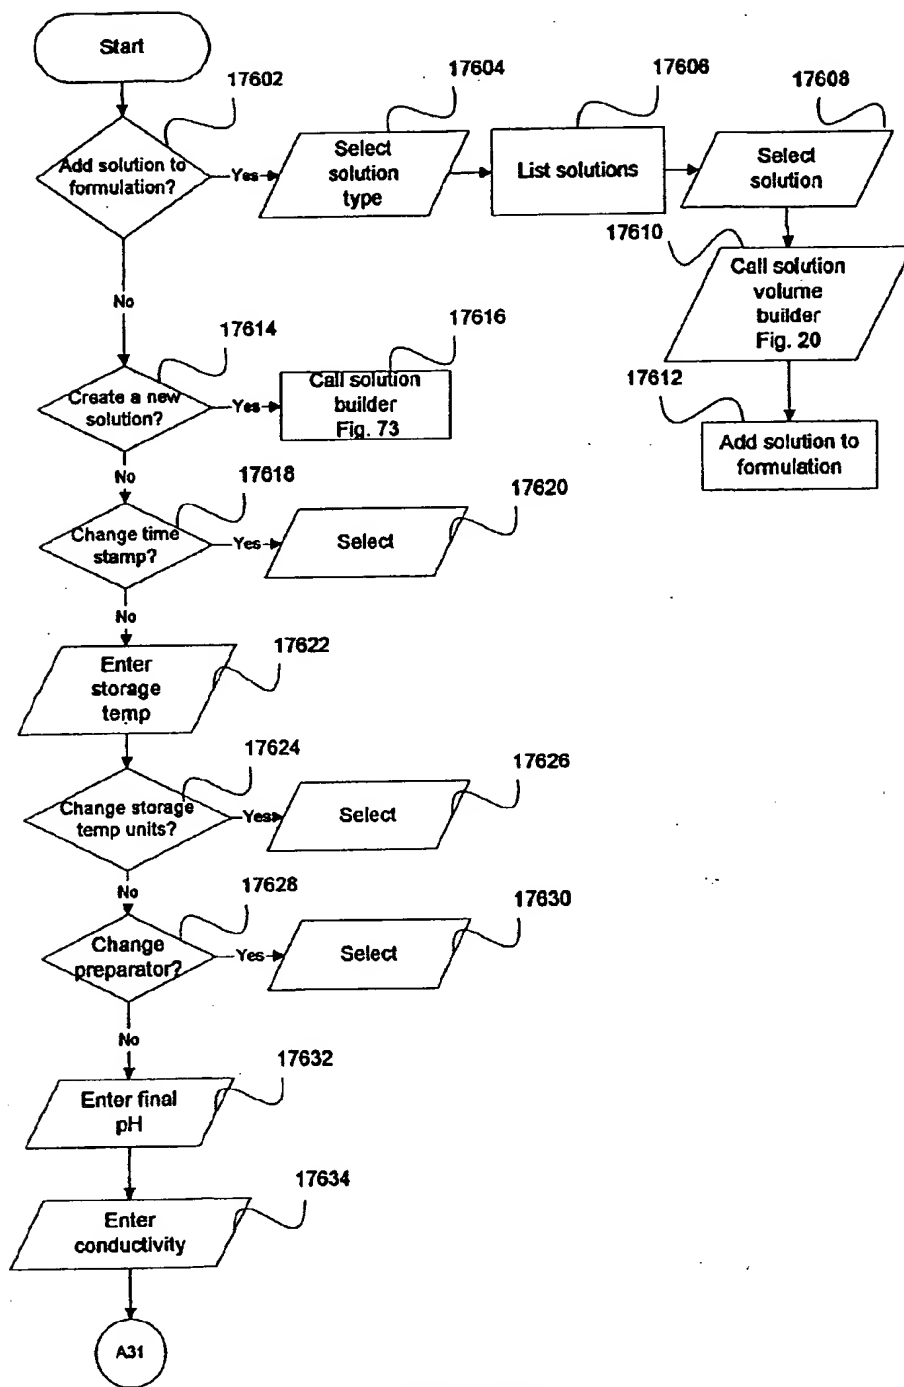 Start
17602
17604
17606
17608
Add solution to
formulation?
Yes
Select
solution
type
List solutions
Select
solution
17610
No
Call solution
volume
builder
Fig. 20
17614
17616
17612
Create a new
solution?
Yes
Call solution
builder
Fig. 73
Add solution to
formulation
No
17618
17620
Change time
stamp?
Yes
Select
No
17622
Enter
storage
temp
17624
17626
Change storage
temp units?
Yes
Select
No
17628
17630
Change
preparator?
Yes
Select
No
17632
Enter final
pH
17634
Enter
conductivity
A31